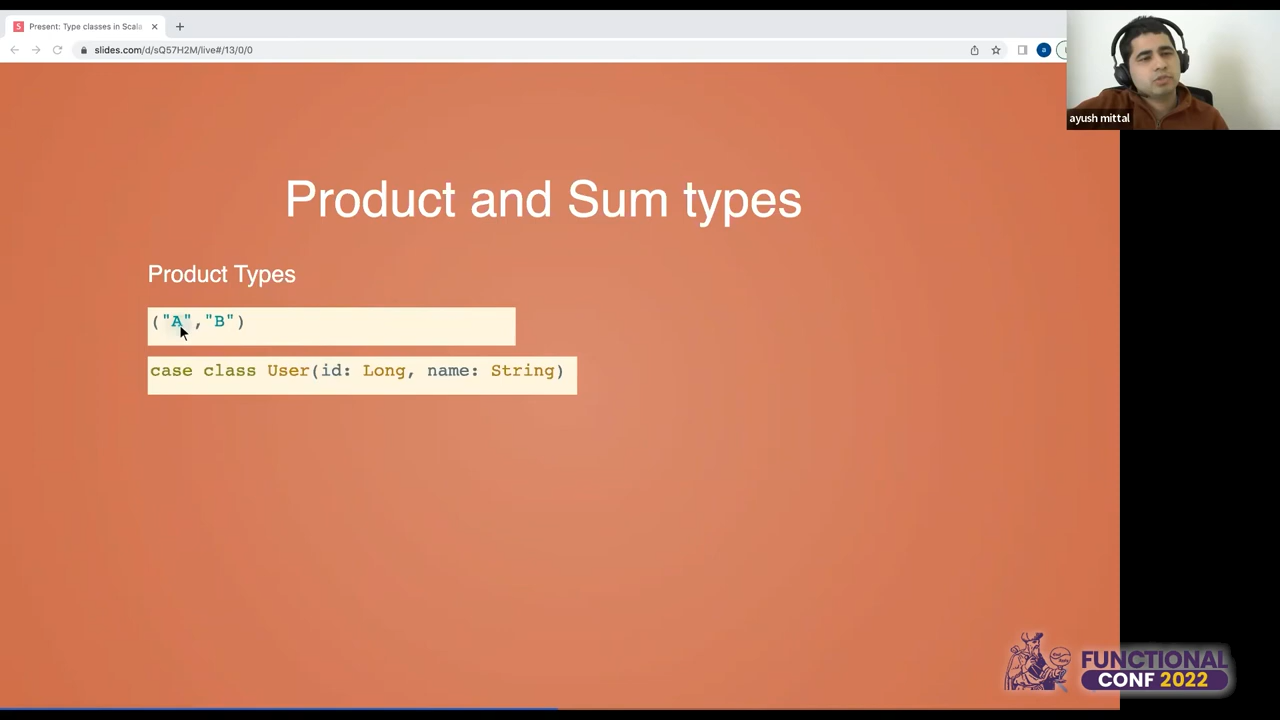 Present: Type classes in Scala
slides.com/d/sQ57H2M/live#/13/0/0
a
ayush mittal
Product and Sum types
Product Types
("A","B")
case class User(id: Long, name: String)
FUNCTIONAL
CONF 2022